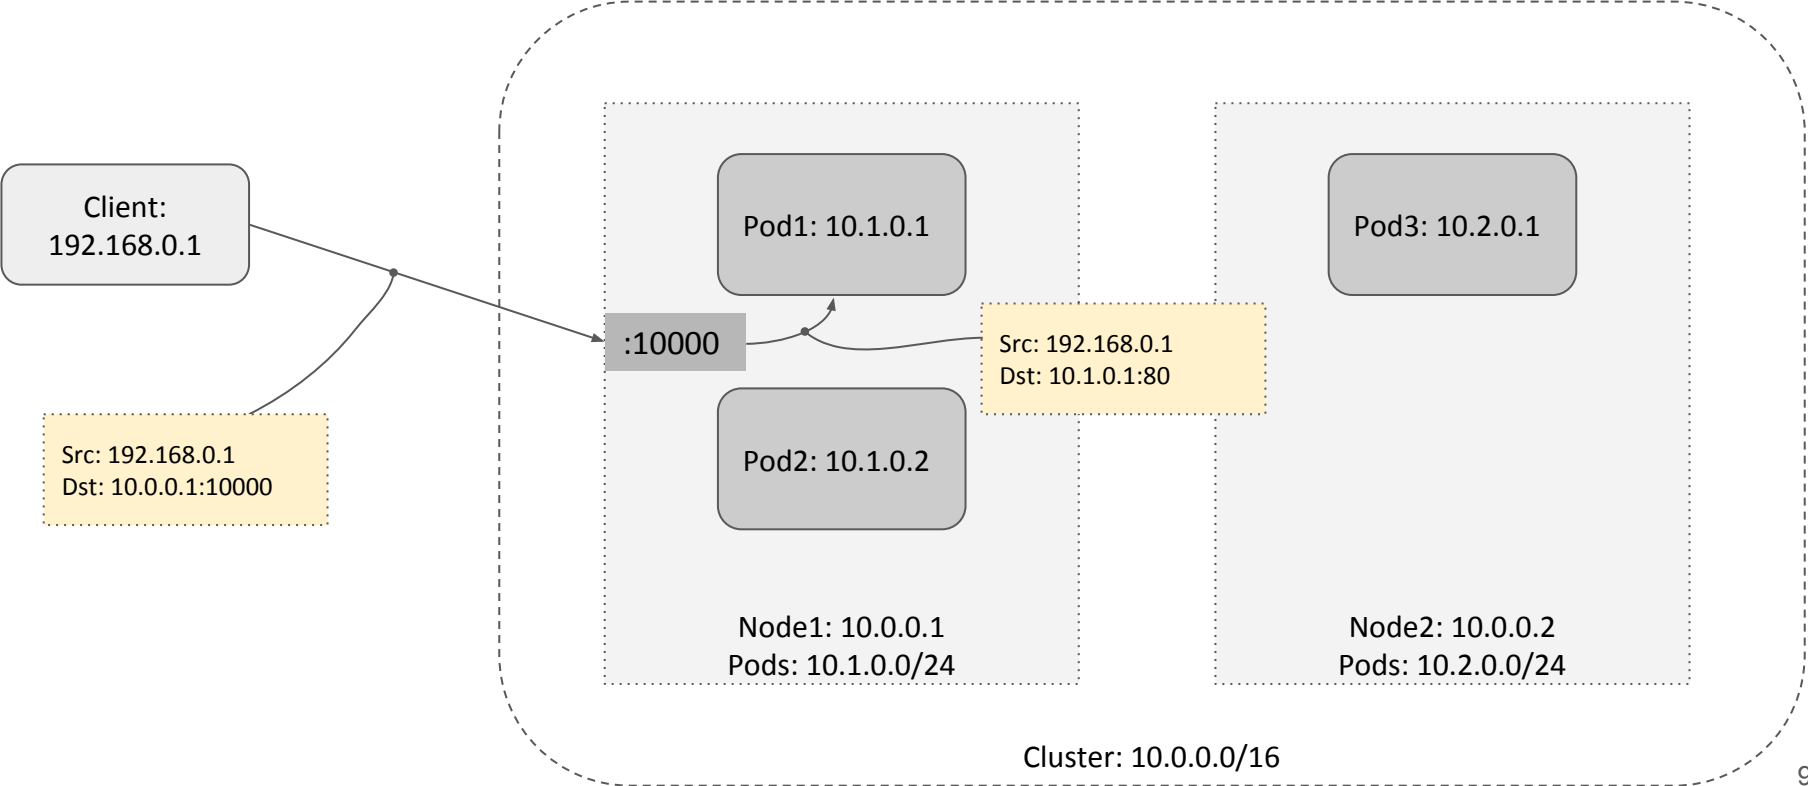 Client:
192.168.0.1
Src: 192.168.0.1
Dst: 10.0.0.1:10000
:10000
Pod1: 10.1.0.1
Src: 192.168.0.1
Dst: 10.1.0.1:80
Pod2: 10.1.0.2
Node1: 10.0.0.1
Pods: 10.1.0.0/24
Pod3: 10.2.0.1
Node2: 10.0.0.2
Pods: 10.2.0.0/24
Cluster: 10.0.0.0/16
9